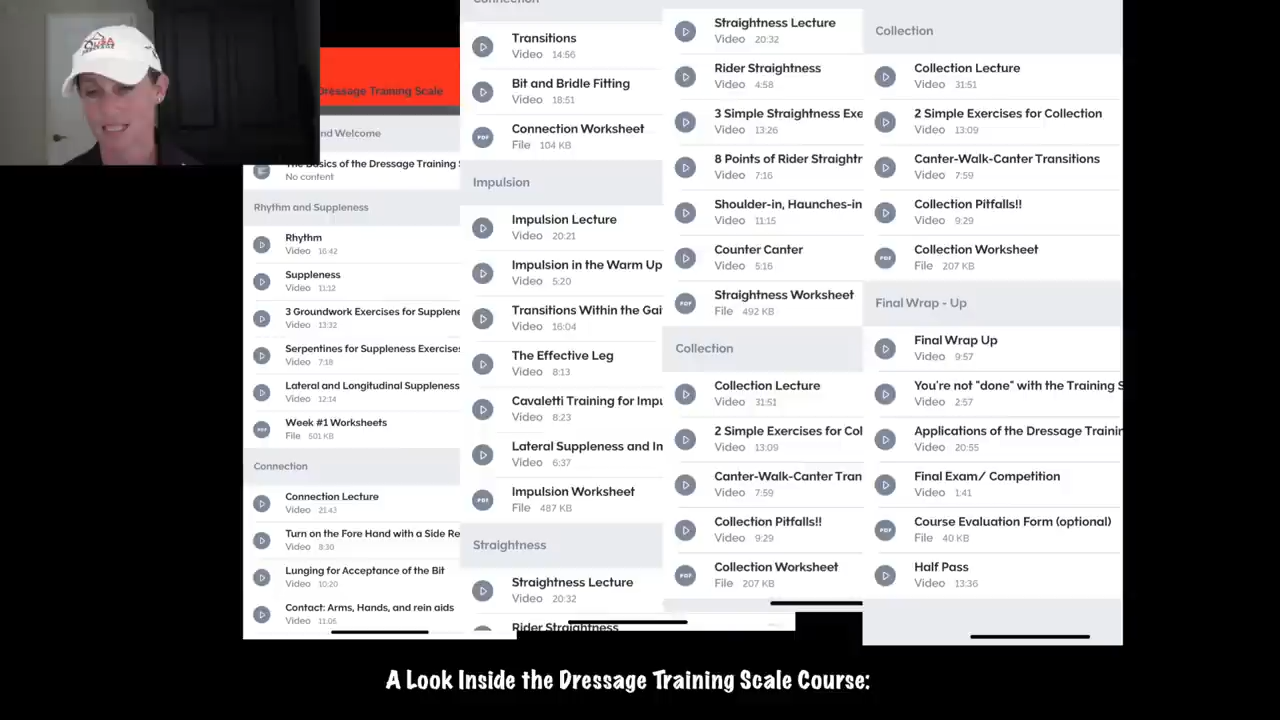 Dressage Training Scale
and Welcome
The Basics of the Dressage Training S
No content
Rhythm and Suppleness
Rhythm
Video 16:42
Suppleness
Video 11:12
3 Groundwork Exercises for Supplene
Video 13:32
Serpentines for Suppleness Exercises
Video 7:18
Lateral and Longitudinal Suppleness
Video 12:14
Week #1 Worksheets
PDF File 501 KB
Connection
Connection Lecture
Video 21:43
Turn on the Fore Hand with a Side Re
Video 8:30
Lunging for Acceptance of the Bit
Video 10:20
Contact: Arms, Hands, and rein aids
Video 11:06
Connection
Transitions
Video 14:56
Bit and Bridle Fitting
Video 18:51
Connection Worksheet
PDF File 104 KB
Impulsion
Impulsion Lecture
Video 20:21
Impulsion in the Warm Up
Video 5:20
Transitions Within the Gai
Video 16:04
The Effective Leg
Video 8:13
Cavaletti Training for Impu
Video 8:23
Lateral Suppleness and Im
Video 6:37
Impulsion Worksheet
PDF File 487 KB
Straightness
Straightness Lecture
Video 20:32
Rider Straightness
Straightness Lecture
Video 20:32
Rider Straightness
Video 4:58
3 Simple Straightness Exe
Video 13:26
8 Points of Rider Straightr
Video 7:16
Shoulder-in, Haunches-in
Video 11:15
Counter Canter
Video 5:16
Straightness Worksheet
PDF File 492 KB
Collection
Collection Lecture
Video 31:51
2 Simple Exercises for Col
Video 13:09
Canter-Walk-Canter Tran
Video 7:59
Collection Pitfalls!!
Video 9:29
Collection Worksheet
PDF File 207 KB
Collection
Collection Lecture
Video 31:51
2 Simple Exercises for Collection
Video 13:09
Canter-Walk-Canter Transitions
Video 7:59
Collection Pitfalls!!
Video 9:29
Collection Worksheet
PDF File 207 KB
Final Wrap - Up
Final Wrap Up
Video 9:57
You're not "done" with the Training S
Video 2:57
Applications of the Dressage Trainin
Video 20:55
Final Exam/ Competition
Video 1:41
Course Evaluation Form (optional)
PDF File 40 KB
Half Pass
Video 13:36
A Look Inside the Dressage Training Scale Course: